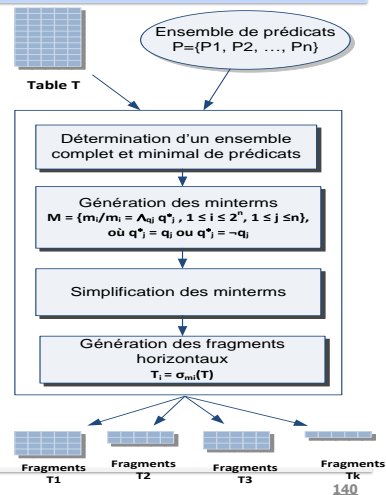 Ensemble de prédicats
P={P1, P2, …, Pn}
Table T
Détermination d’un ensemble
complet et minimal de prédicats
Génération des minterms
M = {mᵢ/mᵢ = Λqj q*ⱼ , 1 ≤ i ≤ 2ⁿ, 1 ≤ j ≤n},
où q*ⱼ = qⱼ ou q*ⱼ = ¬qⱼ
Simplification des minterms
Génération des fragments
horizontaux
Tᵢ = σmi(T)
Fragments
T1
Fragments
T2
Fragments
T3
Fragments
Tk
140